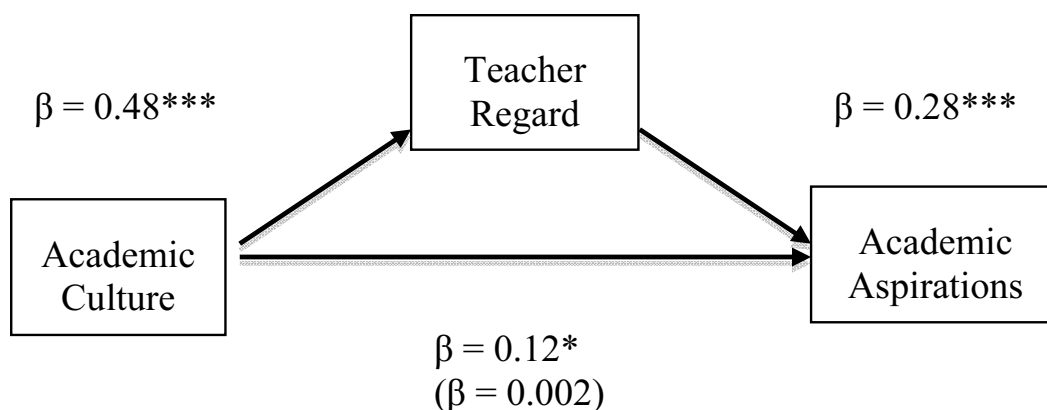 Teacher
Regard
β = 0.48***
β = 0.28***
Academic
Culture
Academic
Aspirations
β = 0.12*
(β = 0.002)